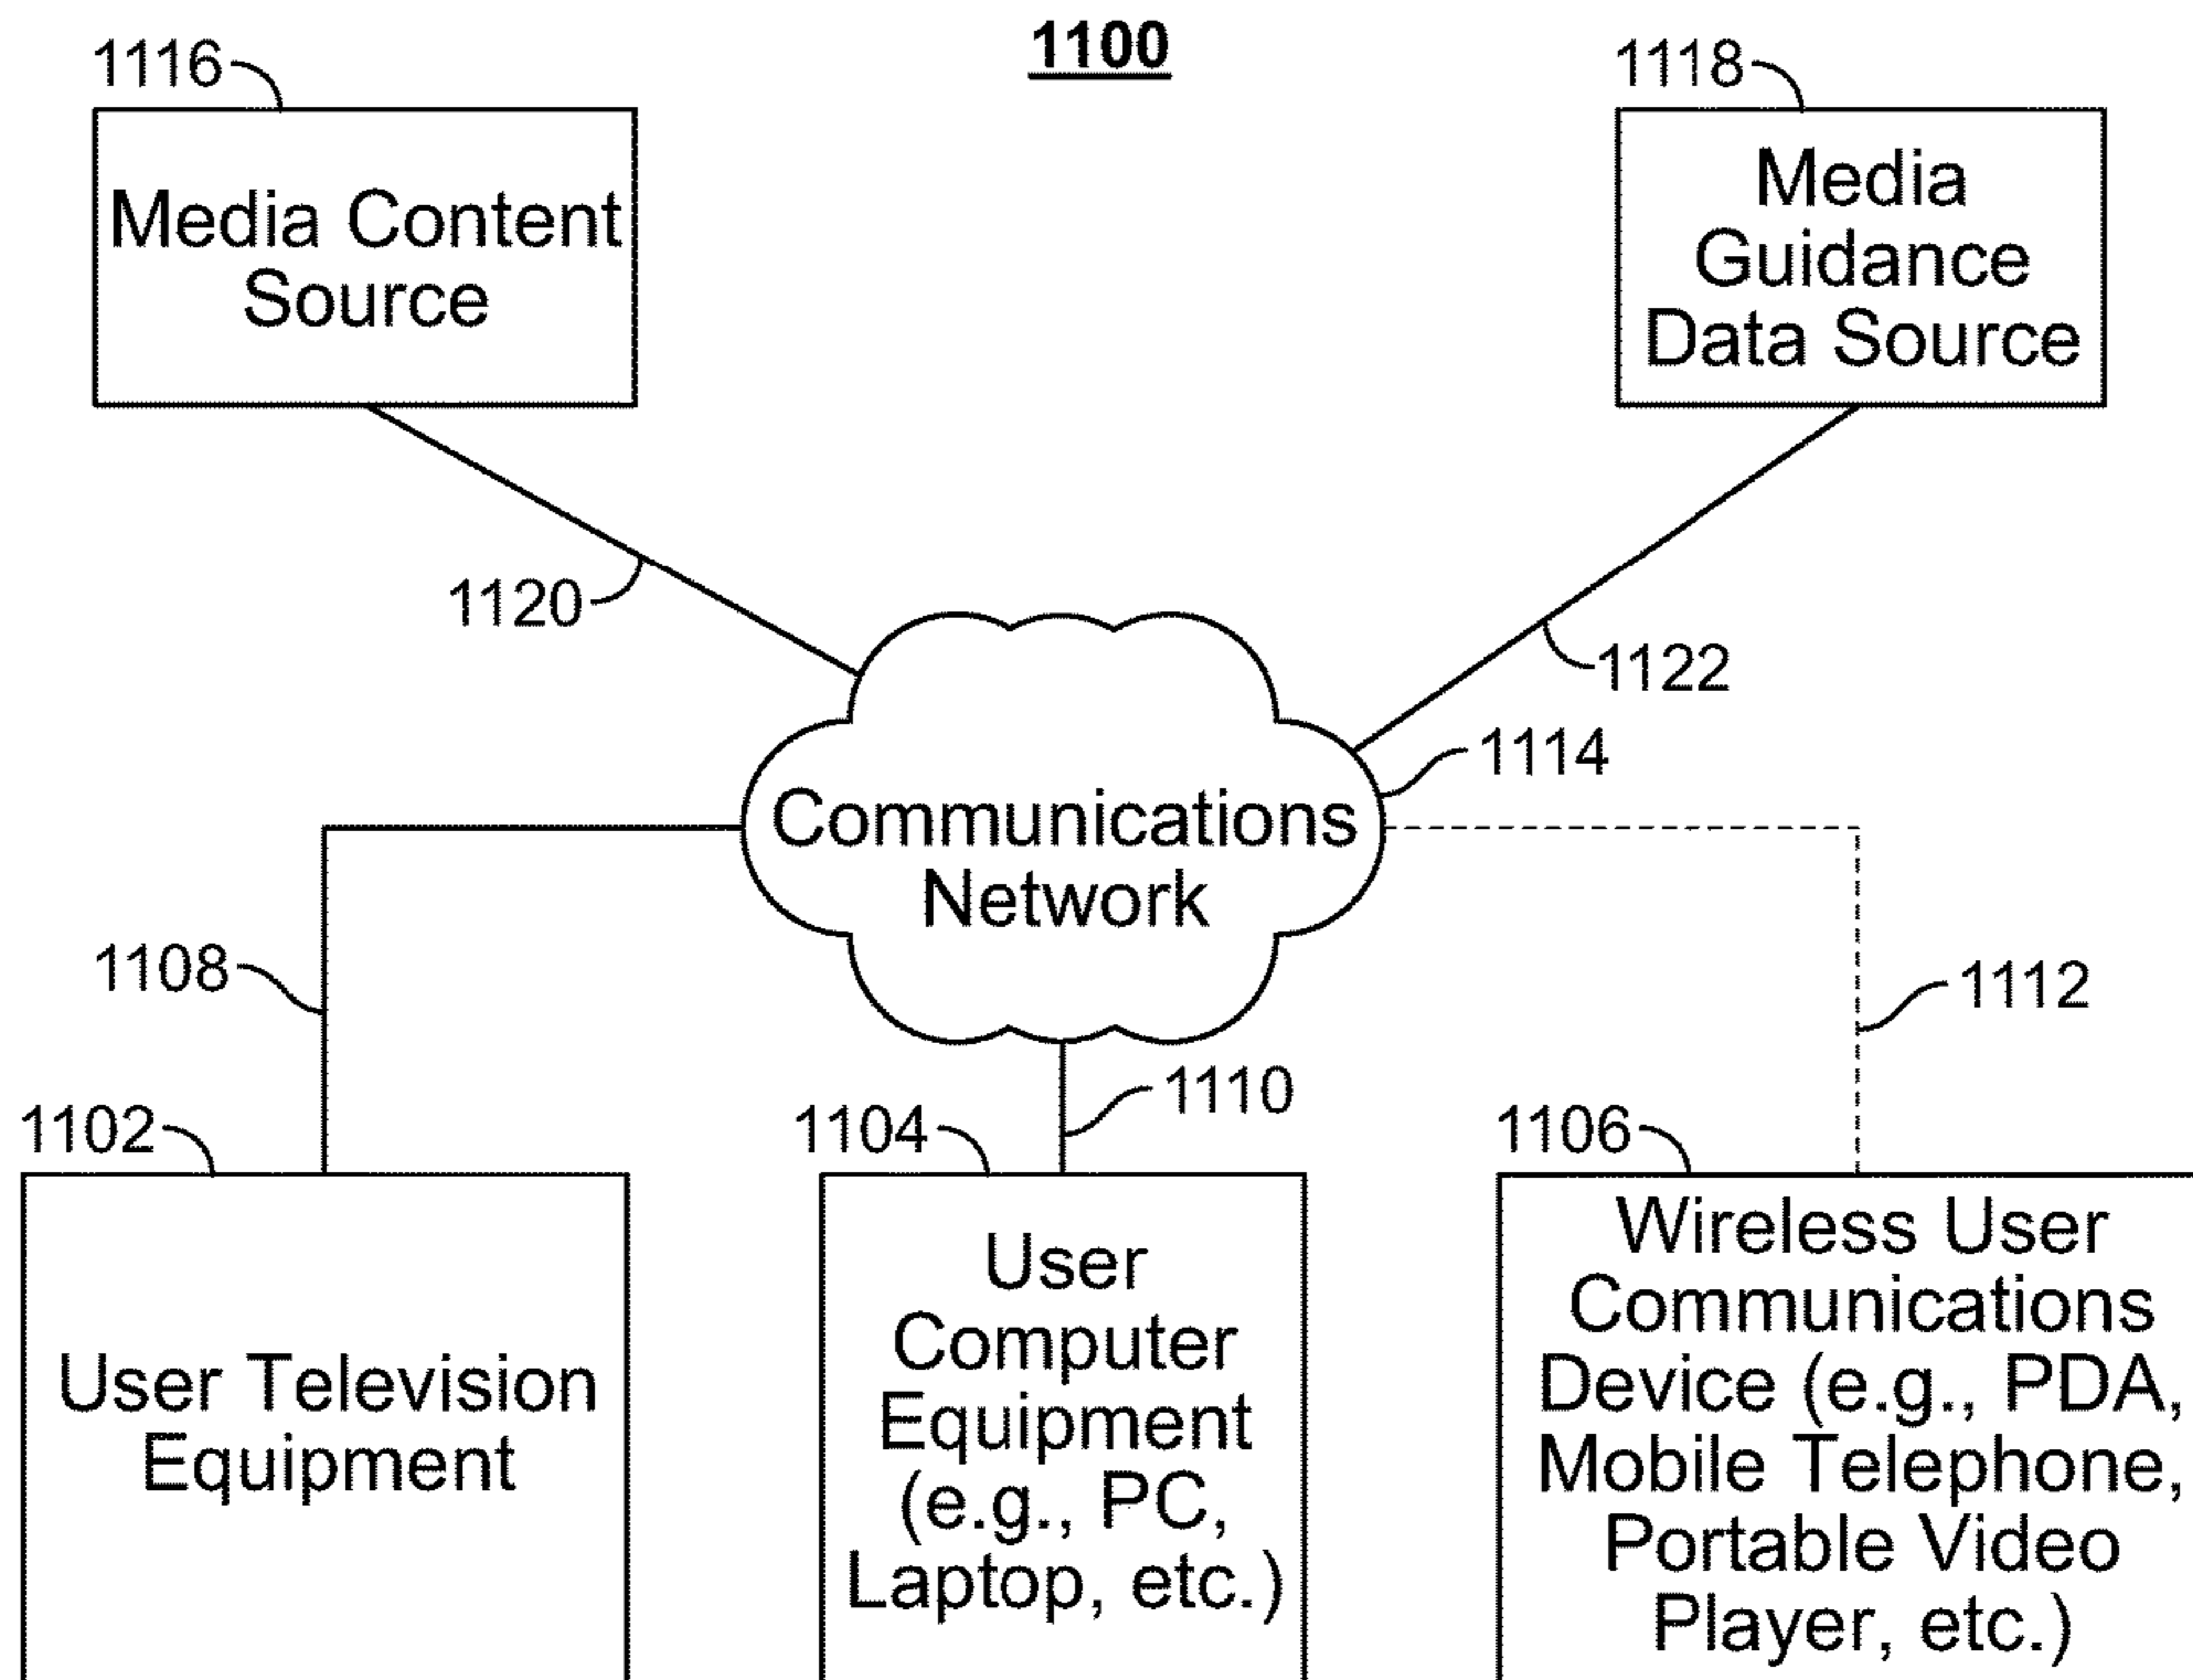 1100
1116
1118
Media Content
Source
Media
Guidance
Data Source
1120
1122
1114
Communications
Network
1108
1112
1110
1102
1104
1106
User Television
Equipment
User
Computer
Equipment
(e.g., PC,
Laptop, etc.)
Wireless User
Communications
Device (e.g., PDA,
Mobile Telephone,
Portable Video
Player, etc.)